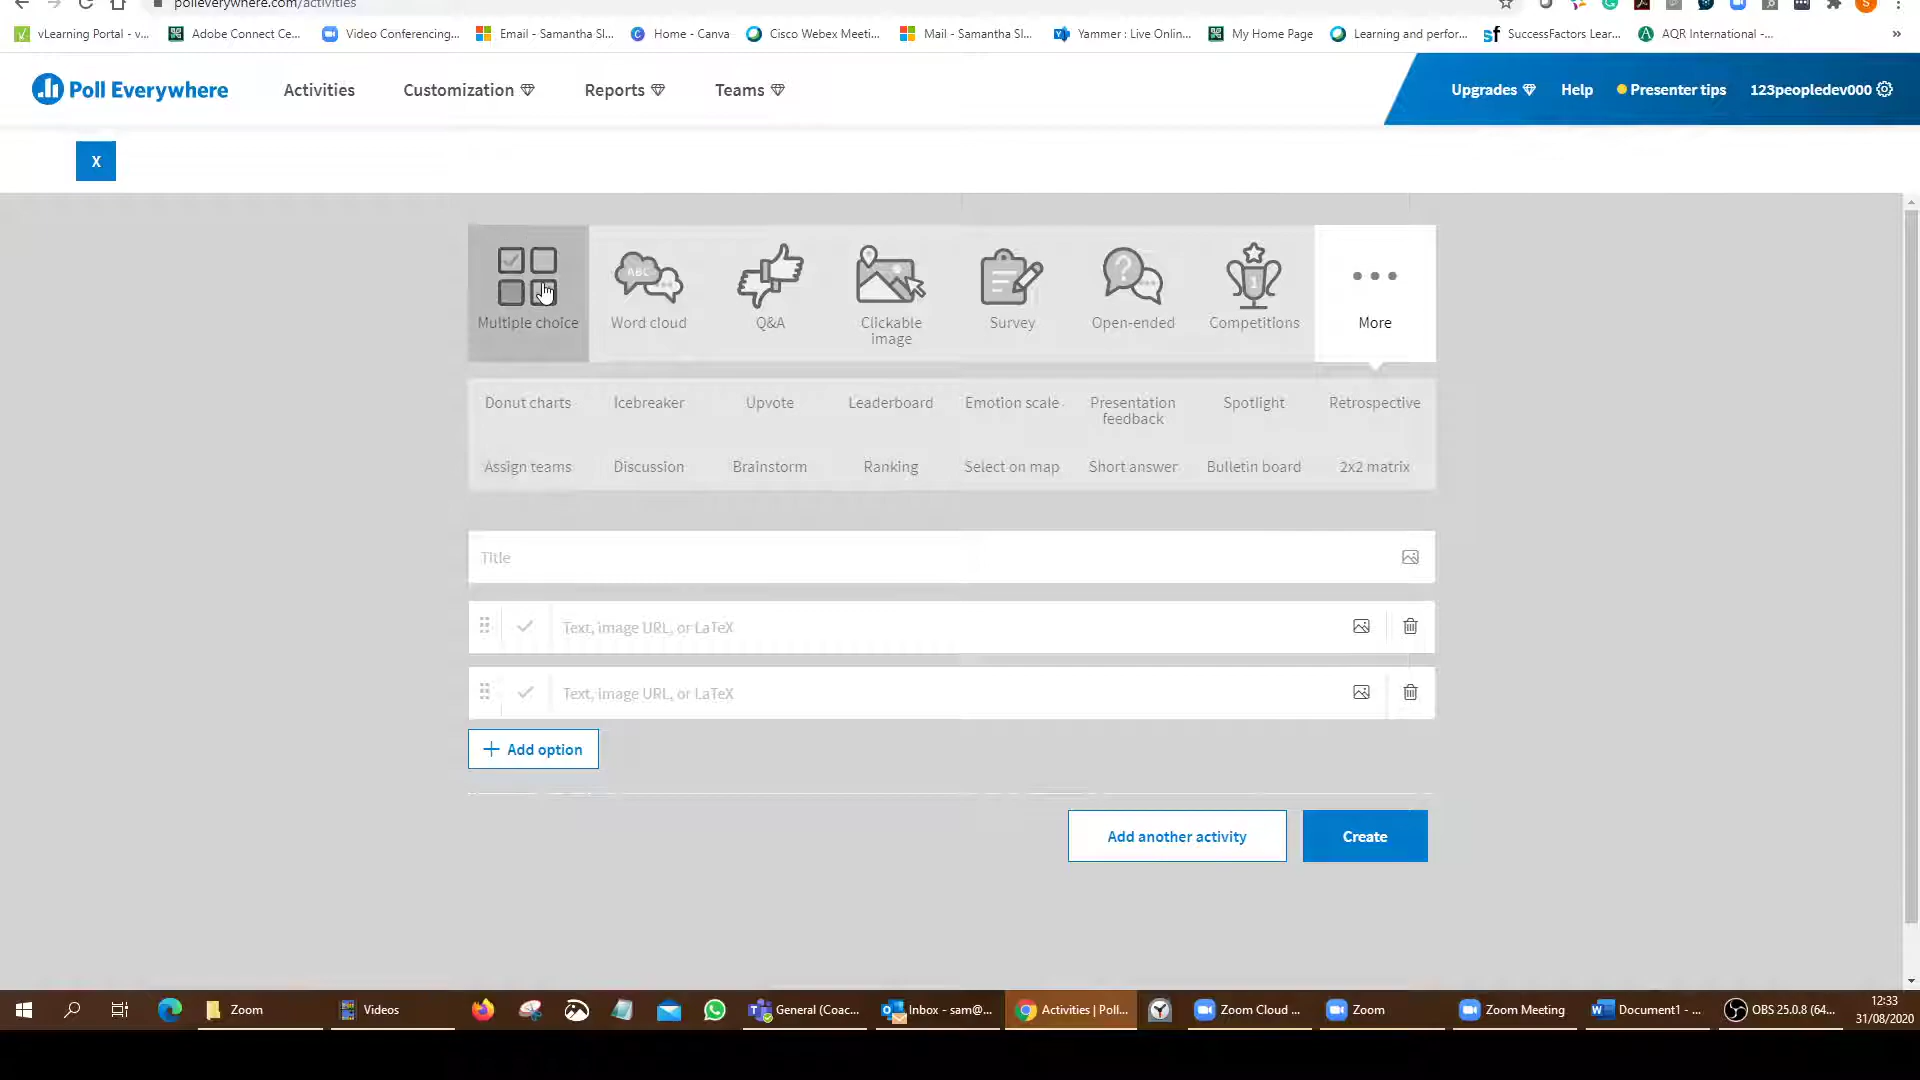 polleverywhere.com/activities
vLearning Portal - v...
Adobe Connect Ce...
Video Conferencing...
Email - Samantha Sl...
Home - Canva
Cisco Webex Meeti...
Mail - Samantha Sl...
Yammer : Live Onlin...
My Home Page
Learning and perfor...
SuccessFactors Lear...
AQR International -...
»
Poll Everywhere
Activities
Customization
Reports
Teams
Upgrades
Help
Presenter tips
123peopledev000
X
Multiple choice
Word cloud
Q&A
Clickable
image
Survey
Open-ended
Competitions
More
Donut charts
Icebreaker
Upvote
Leaderboard
Emotion scale
Presentation
feedback
Spotlight
Retrospective
Assign teams
Discussion
Brainstorm
Ranking
Select on map
Short answer
Bulletin board
2x2 matrix
Title
Text, image URL, or LaTeX
Text, image URL, or LaTeX
+ Add option
Add another activity
Create
Zoom
Videos
General (Coac...
Inbox - sam@...
Activities | Poll...
Zoom Cloud ...
Zoom
Zoom Meeting
Document1 - ...
OBS 25.0.8 (64...
12:33
31/08/2020